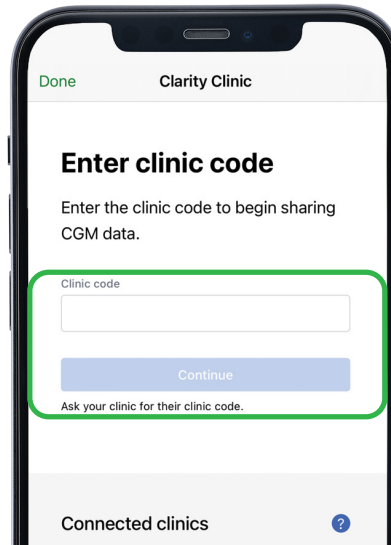 Done Clarity Clinic
Enter clinic code
Enter the clinic code to begin sharing
CGM data.
Clinic code
Continue
Ask your clinic for their clinic code.
Connected clinics ?